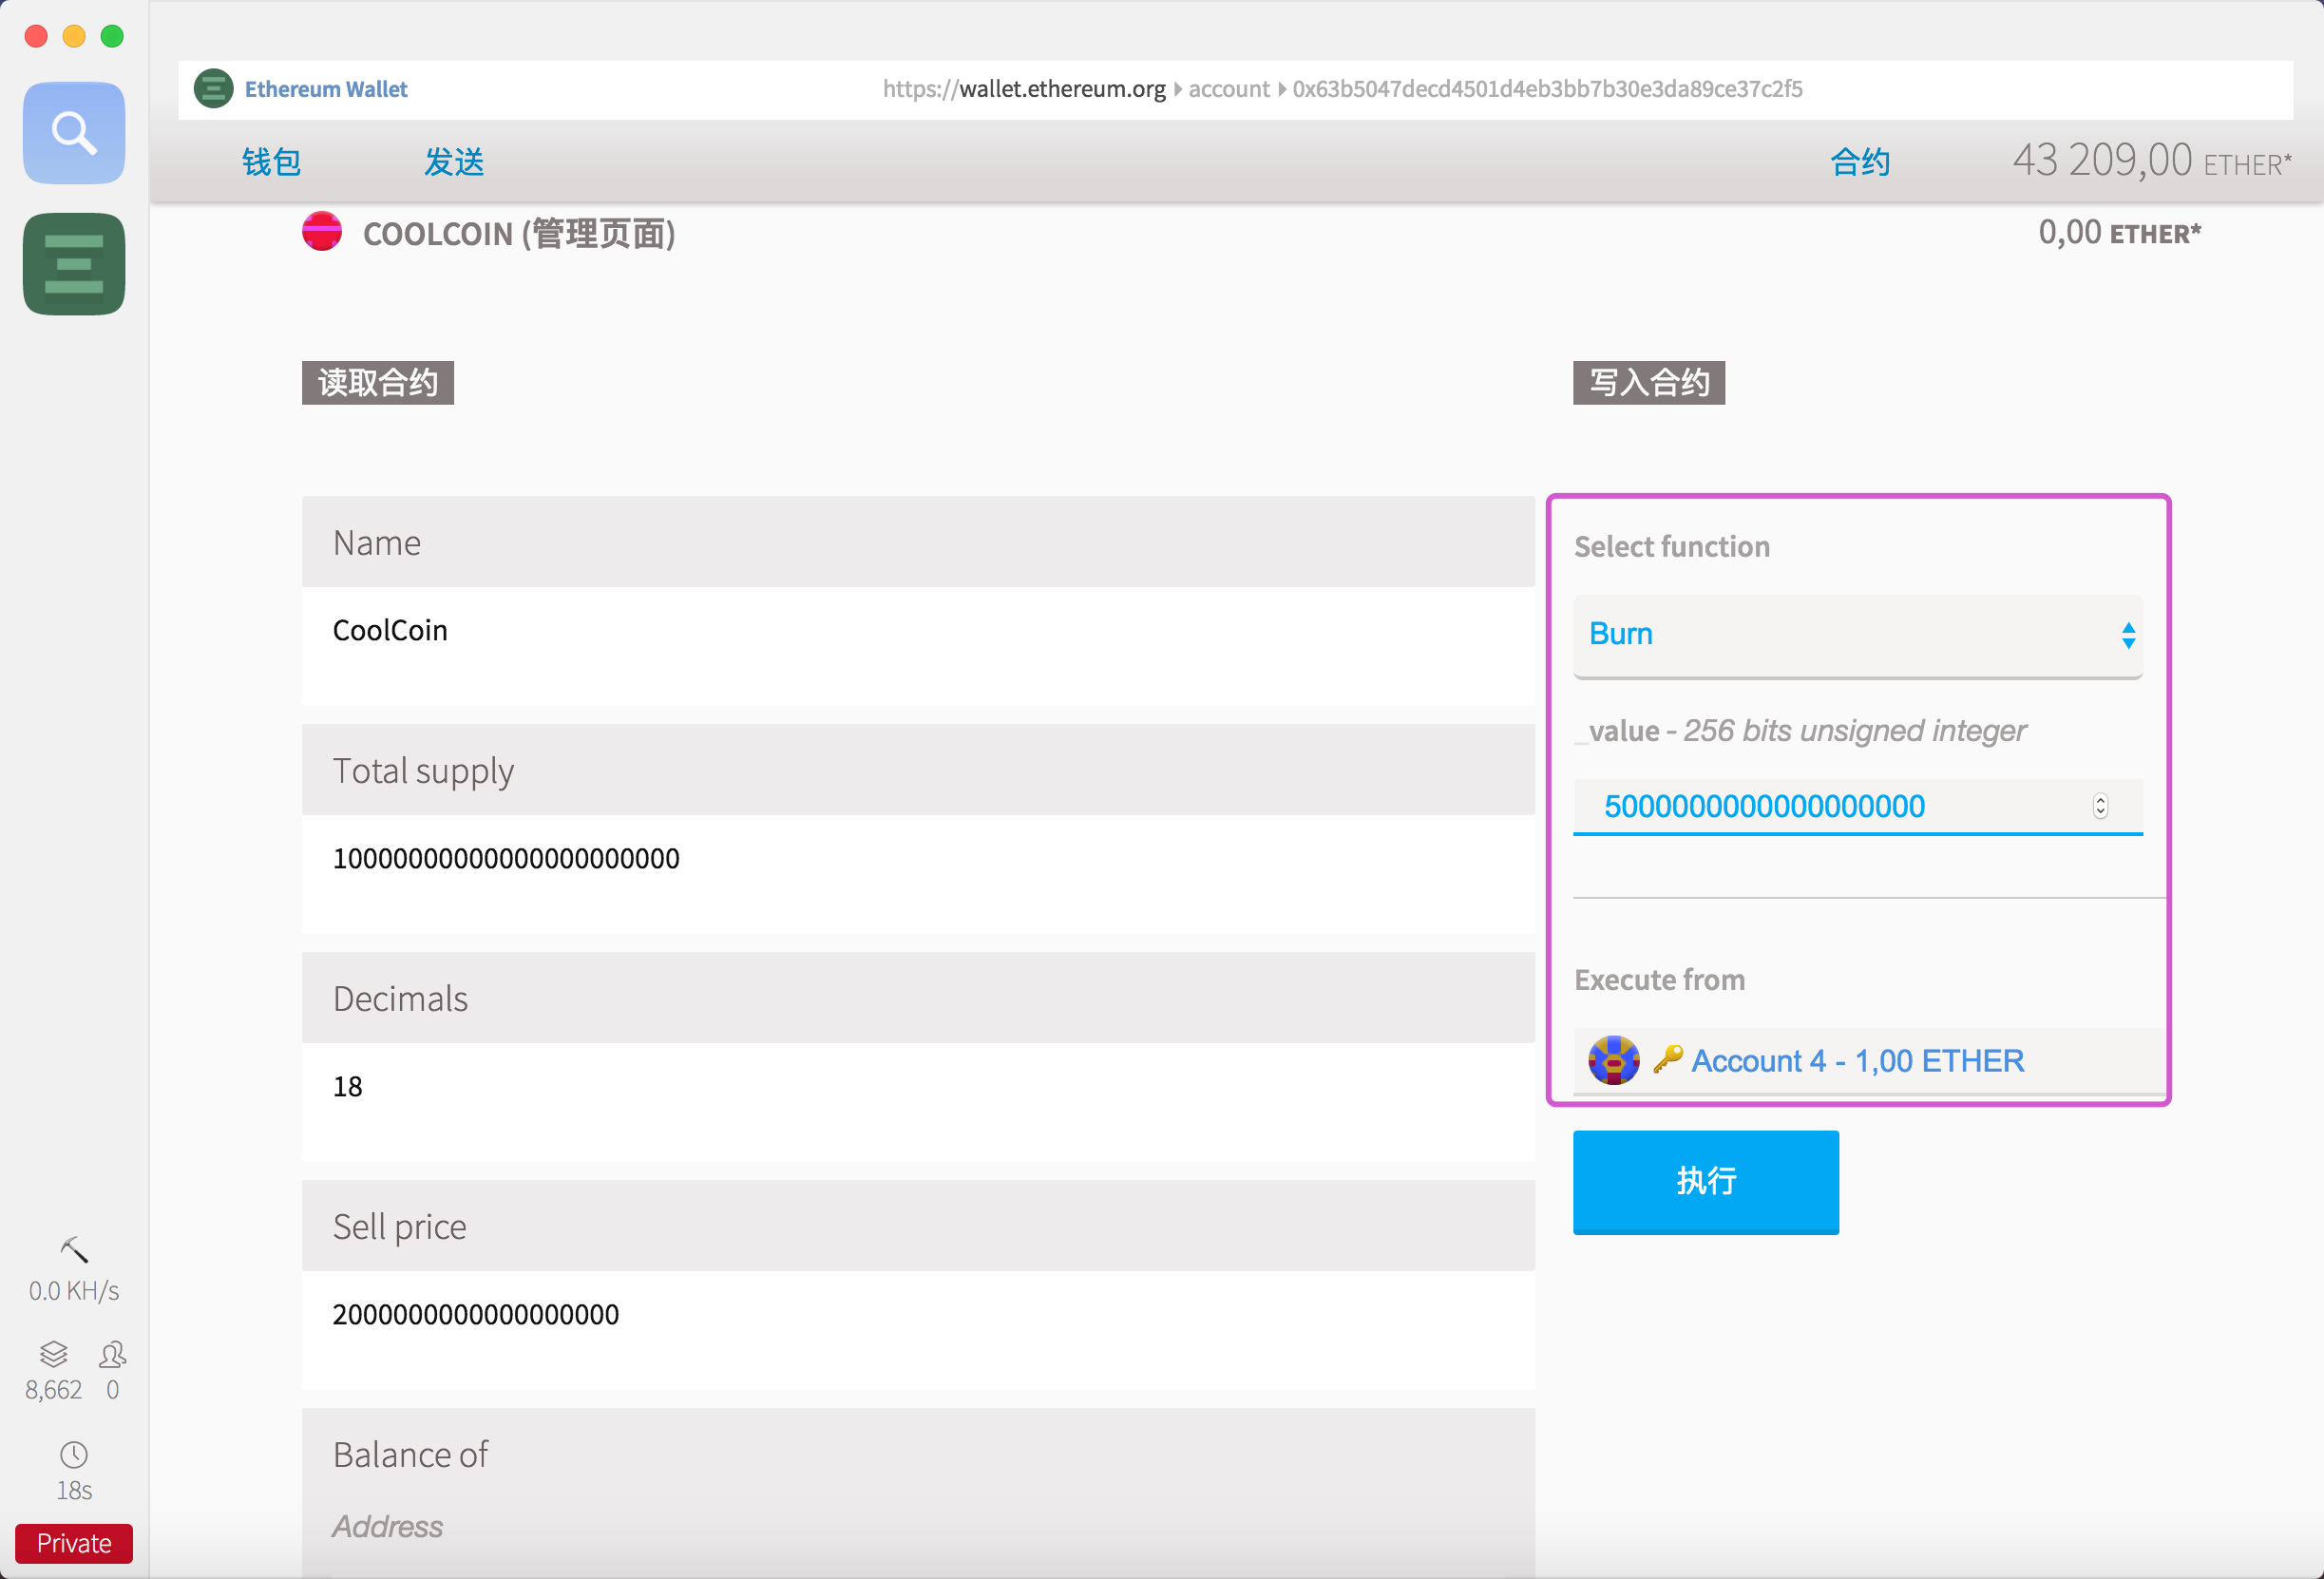 Ethereum Wallet
https://wallet.ethereum.org account 0x63b5047decd4501d4eb3bb7b30e3da89ce37c2f5
钱包 发送 合约 43 209,00 ETHER*
COOLCOIN (管理页面) 0,00 ETHER*
读取合约
Name
CoolCoin
Total supply
10000000000000000000000
Decimals
18
Sell price
2000000000000000000
Balance of
Address
写入合约
Select function
Burn
_value - 256 bits unsigned integer
5000000000000000000
Execute from
Account 4 - 1,00 ETHER
执行
0.0 KH/s
8,662 0
18s
Private